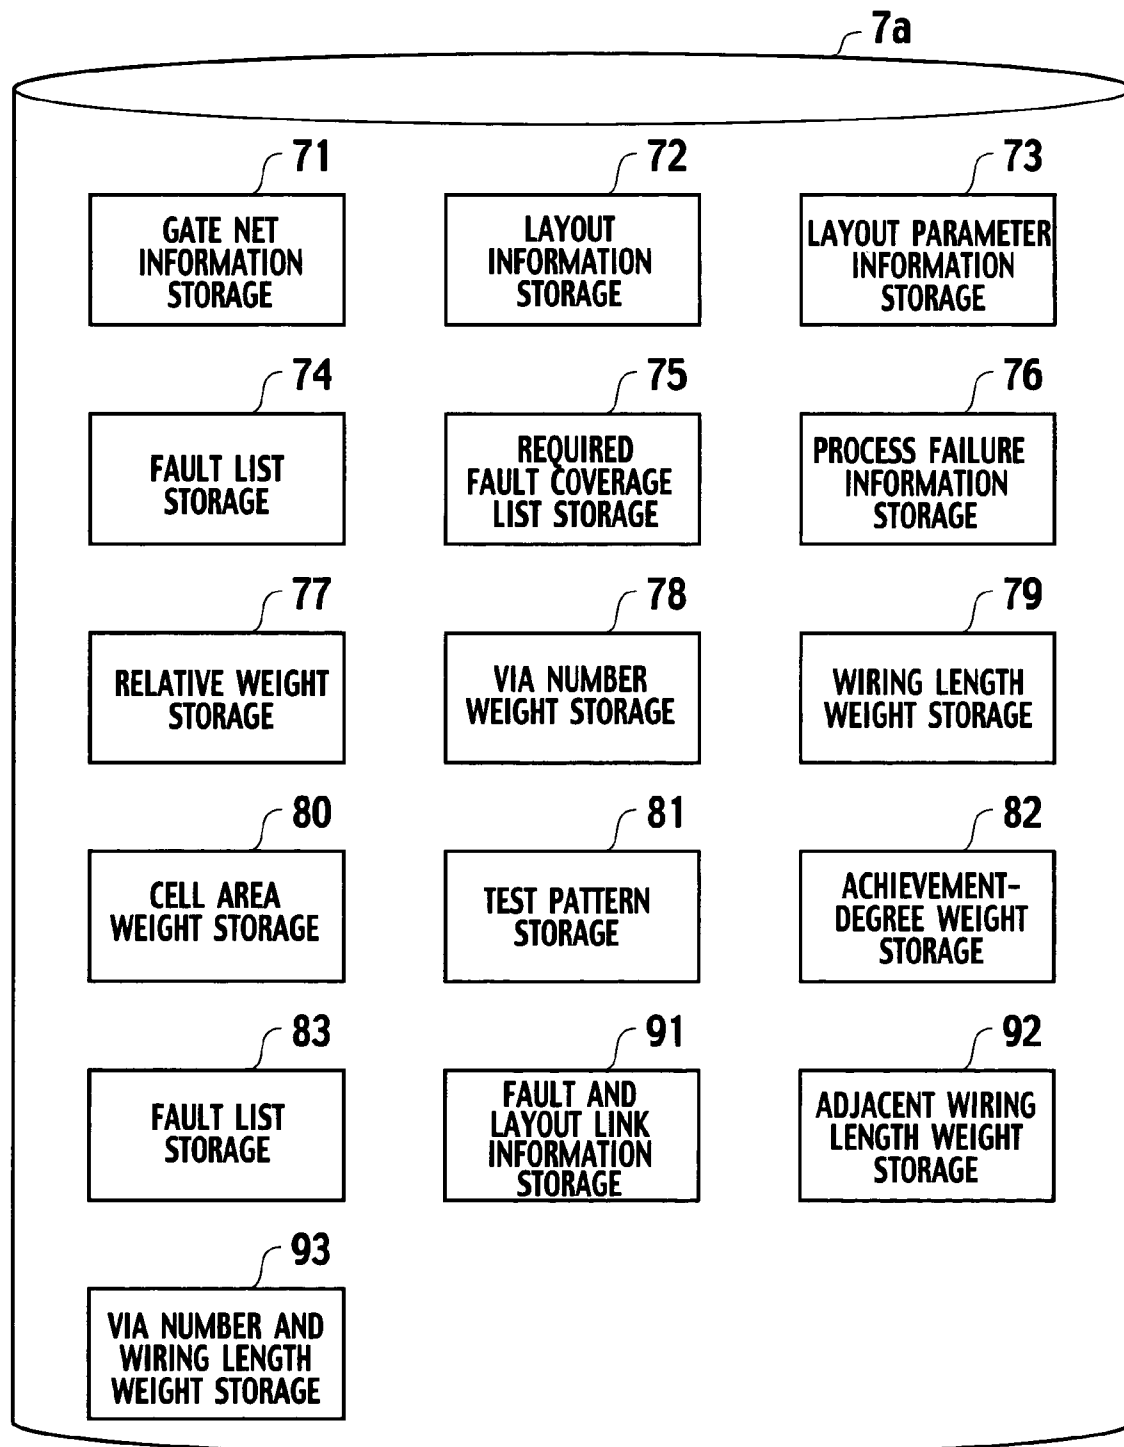 7a
71
GATE NET
INFORMATION
STORAGE
72
LAYOUT
INFORMATION
STORAGE
73
LAYOUT PARAMETER
INFORMATION
STORAGE
74
FAULT LIST
STORAGE
75
REQUIRED
FAULT COVERAGE
LIST STORAGE
76
PROCESS FAILURE
INFORMATION
STORAGE
77
RELATIVE WEIGHT
STORAGE
78
VIA NUMBER
WEIGHT STORAGE
79
WIRING LENGTH
WEIGHT STORAGE
80
CELL AREA
WEIGHT STORAGE
81
TEST PATTERN
STORAGE
82
ACHIEVEMENT-
DEGREE WEIGHT
STORAGE
83
FAULT LIST
STORAGE
91
FAULT AND
LAYOUT LINK
INFORMATION
STORAGE
92
ADJACENT WIRING
LENGTH WEIGHT
STORAGE
93
VIA NUMBER AND
WIRING LENGTH
WEIGHT STORAGE